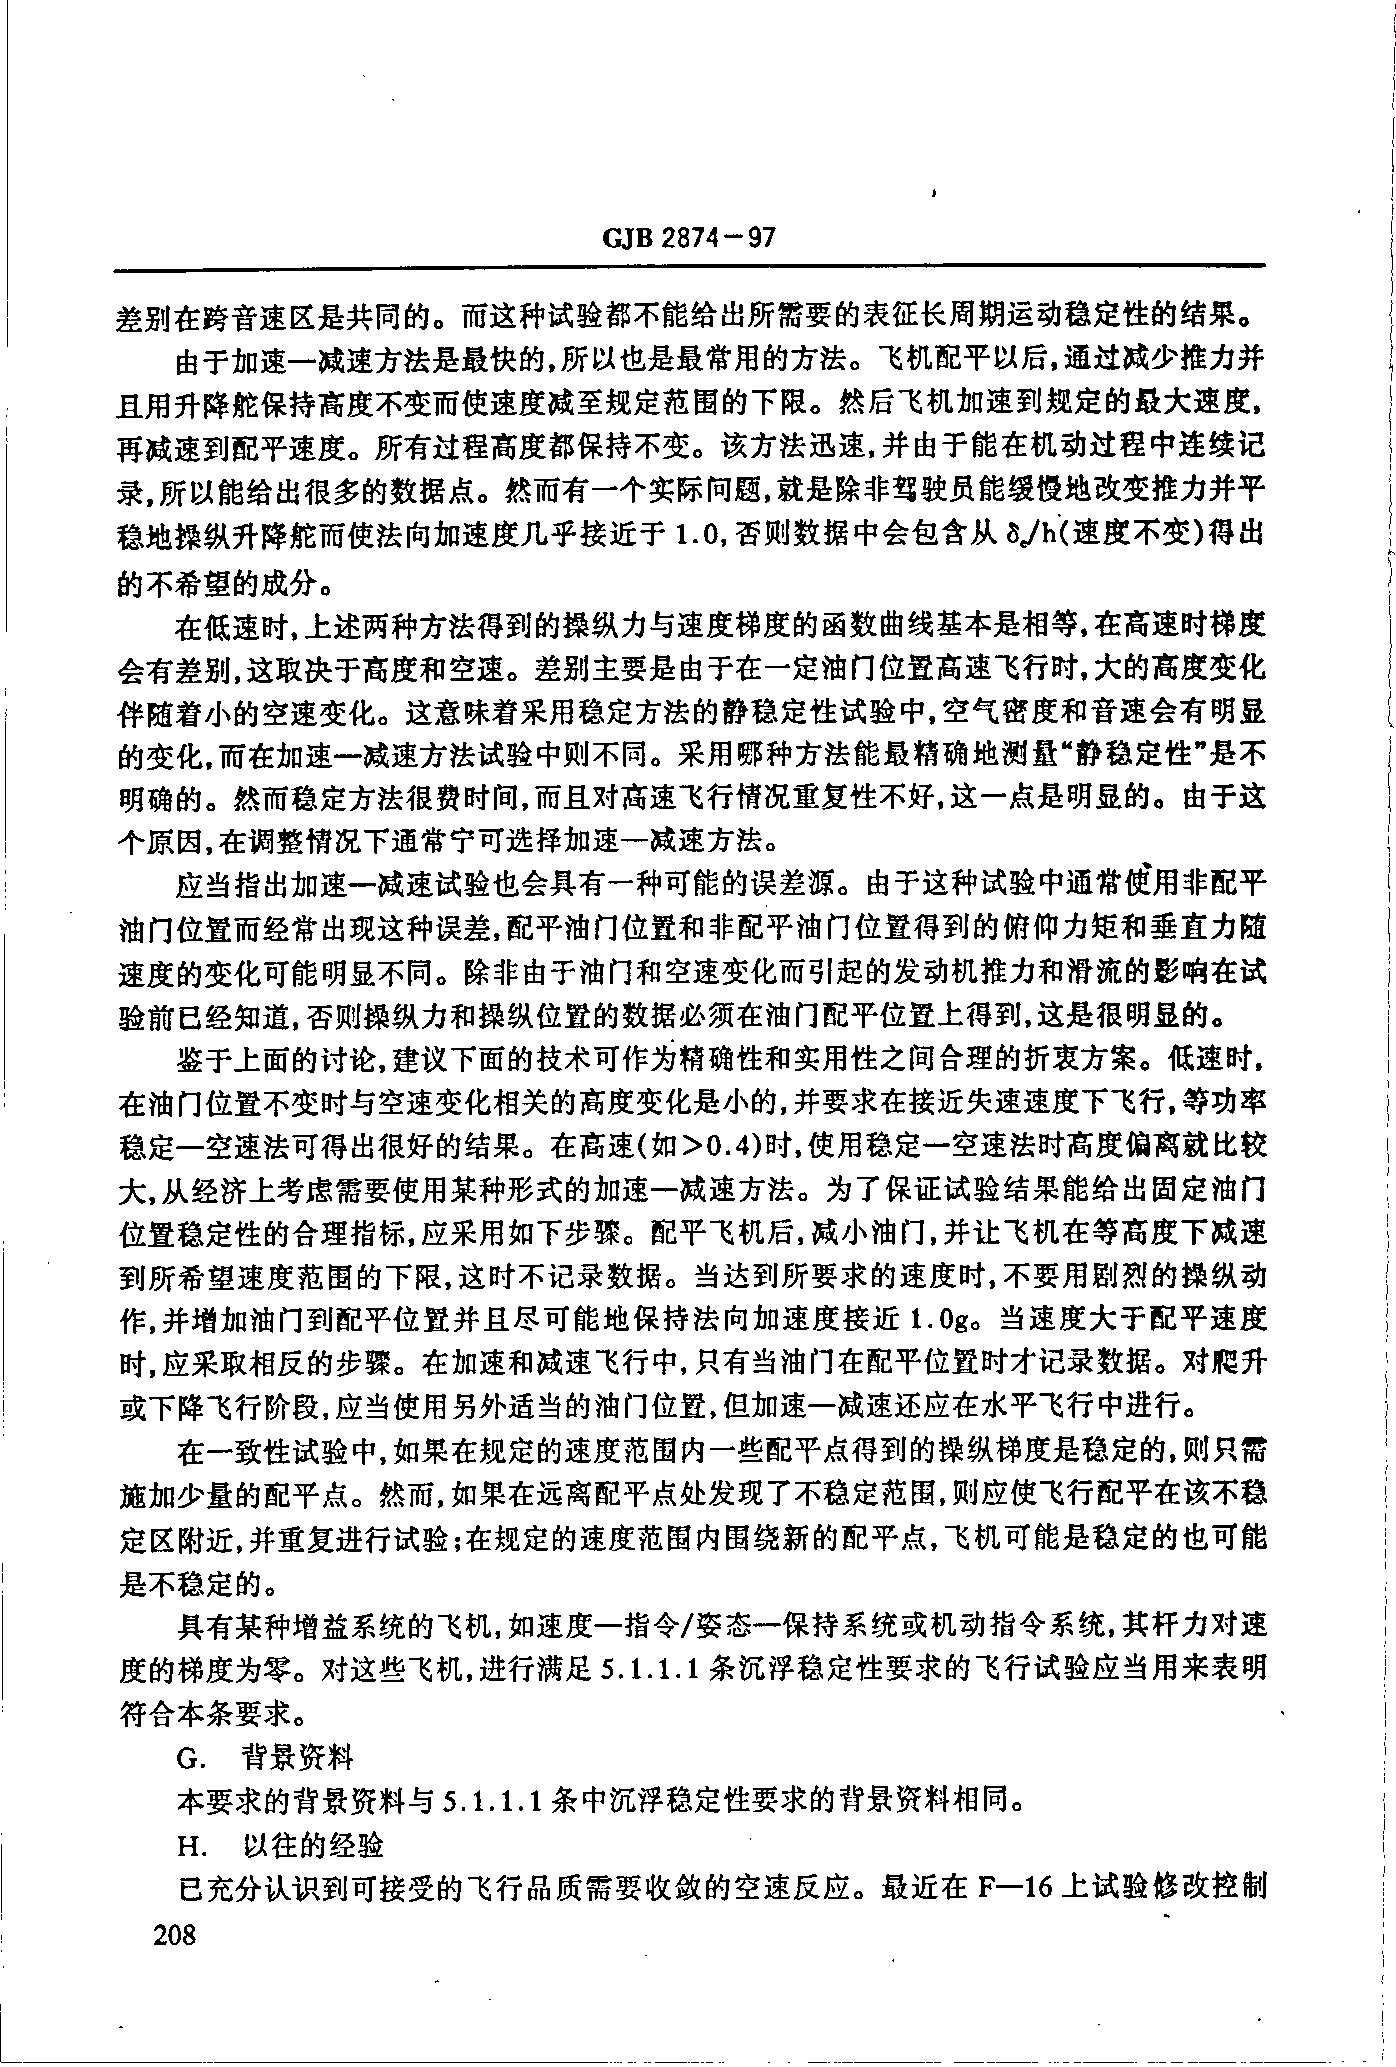 GJB 2874－97
差别在跨音速区是共同的。而这种试验都不能给出所需要的表征长周期运动稳定性的结果。
由于加速—减速方法是最快的,所以也是最常用的方法。飞机配平以后,通过减少推力并
且用升降舵保持高度不变而使速度减至规定范围的下限。然后飞机加速到规定的最大速度,
再减速到配平速度。所有过程高度都保持不变。该方法迅速,并由于能在机动过程中连续记
录,所以能给出很多的数据点。然而有一个实际问题,就是除非驾驶员能缓慢地改变推力并平
稳地操纵升降舵而使法向加速度几乎接近于 1.0,否则数据中会包含从 δe/h(速度不变)得出
的不希望的成分。
在低速时,上述两种方法得到的操纵力与速度梯度的函数曲线基本是相等,在高速时梯度
会有差别,这取决于高度和空速。差别主要是由于在一定油门位置高速飞行时,大的高度变化
伴随着小的空速变化。这意味着采用稳定方法的静稳定性试验中,空气密度和音速会有明显
的变化,而在加速—减速方法试验中则不同。采用哪种方法能最精确地测量“静稳定性”是不
明确的。然而稳定方法很费时间,而且对高速飞行情况重复性不好,这一点是明显的。由于这
个原因,在调整情况下通常宁可选择加速—减速方法。
应当指出加速—减速试验也会具有一种可能的误差源。由于这种试验中通常使用非配平
油门位置而经常出现这种误差,配平油门位置和非配平油门位置得到的俯仰力矩和垂直力随
速度的变化可能明显不同。除非由于油门和空速变化而引起的发动机推力和滑流的影响在试
验前已经知道,否则操纵力和操纵位置的数据必须在油门配平位置上得到,这是很明显的。
鉴于上面的讨论,建议下面的技术可作为精确性和实用性之间合理的折衷方案。低速时,
在油门位置不变时与空速变化相关的高度变化是小的,并要求在接近失速速度下飞行,等功率
稳定—空速法可得出很好的结果。在高速(如>0.4)时,使用稳定—空速法时高度偏离就比较
大,从经济上考虑需要使用某种形式的加速—减速方法。为了保证试验结果能给出固定油门
位置稳定性的合理指标,应采用如下步骤。配平飞机后,减小油门,并让飞机在等高度下减速
到所希望速度范围的下限,这时不记录数据。当达到所要求的速度时,不要用剧烈的操纵动
作,并增加油门到配平位置并且尽可能地保持法向加速度接近 1.0g。当速度大于配平速度
时,应采取相反的步骤。在加速和减速飞行中,只有当油门在配平位置时才记录数据。对爬升
或下降飞行阶段,应当使用另外适当的油门位置,但加速—减速还应在水平飞行中进行。
在一致性试验中,如果在规定的速度范围内一些配平点得到的操纵梯度是稳定的,则只需
施加少量的配平点。然而,如果在远离配平点处发现了不稳定范围,则应使飞行配平在该不稳
定区附近,并重复进行试验;在规定的速度范围内围绕新的配平点,飞机可能是稳定的也可能
是不稳定的。
具有某种增益系统的飞机,如速度—指令/姿态—保持系统或机动指令系统,其杆力对速
度的梯度为零。对这些飞机,进行满足 5.1.1.1 条沉浮稳定性要求的飞行试验应当用来表明
符合本条要求。
G. 背景资料
本要求的背景资料与 5.1.1.1 条中沉浮稳定性要求的背景资料相同。
H. 以往的经验
已充分认识到可接受的飞行品质需要收敛的空速反应。最近在 F—16 上试验修改控制
208